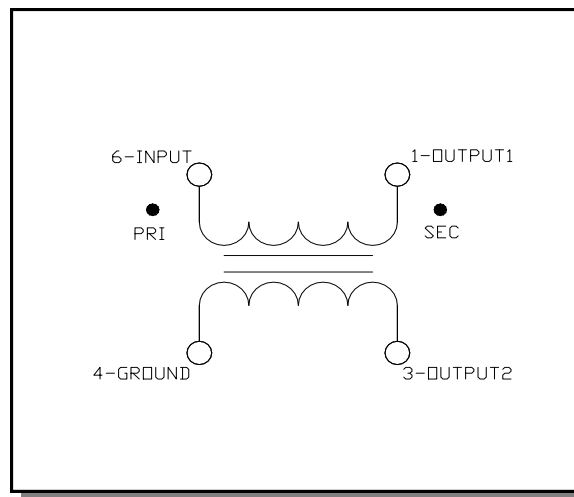 6-INPUT
1-OUTPUT1
PRI
SEC
4-GROUND
3-OUTPUT2